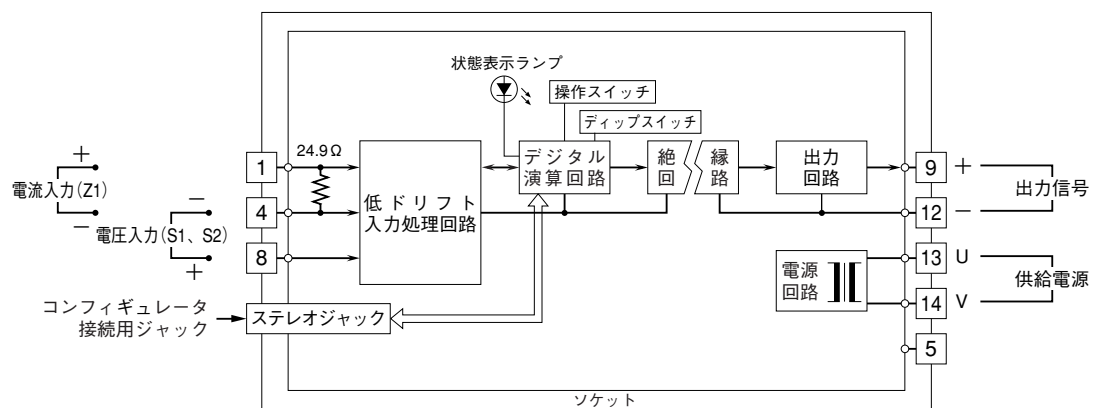 状態表示ランプ
操作スイッチ
ディップスイッチ
1
24.9Ω
デジタル
演算回路
絶
回
縁
路
出力
回路
9
+
出力信号
+
電流入力(Z1)
−
4
低ドリフト
入力処理回路
12
−
−
電圧入力(S1、S2)
+
8
電源
回路
13
U
供給電源
14
V
コンフィギュレータ
接続用ジャック
ステレオジャック
5
ソケット